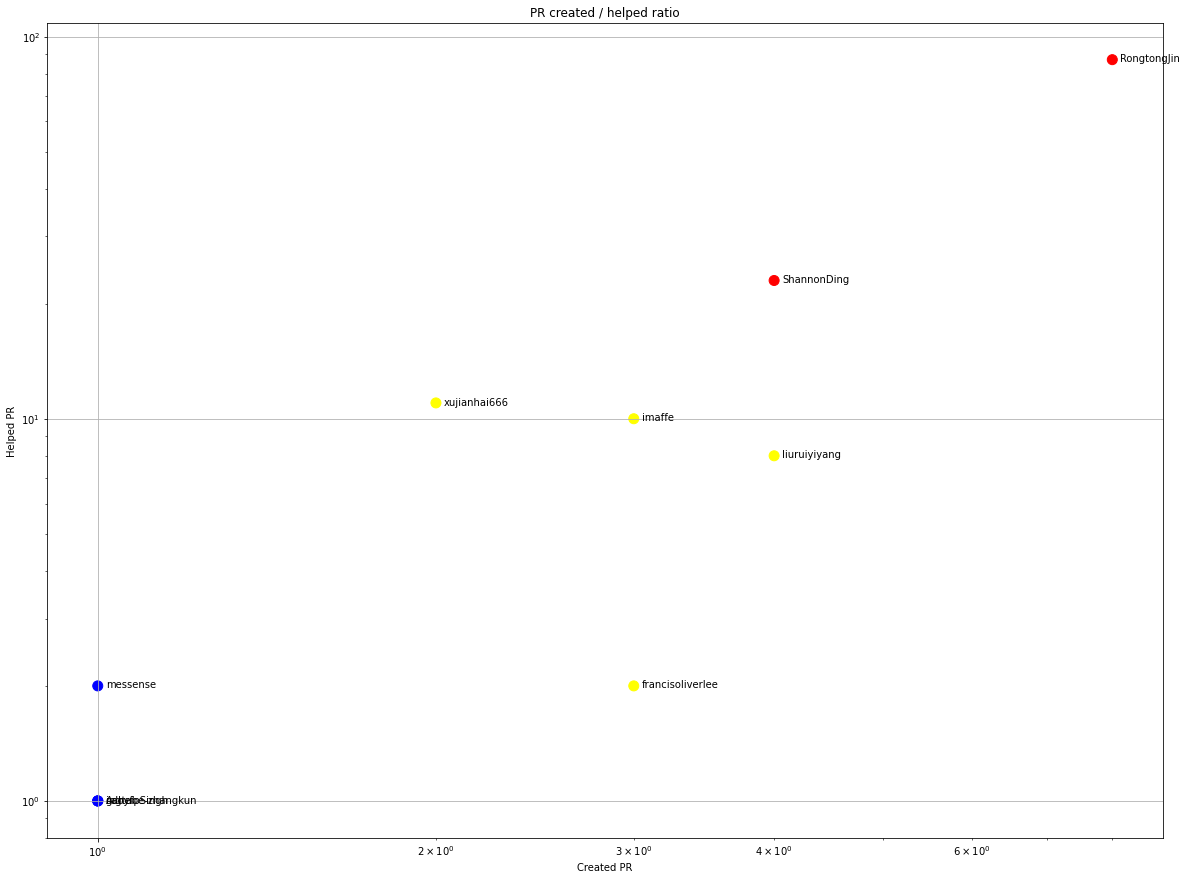 PR created / helped ratio
10²
RongtongJin
ShannonDing
xujianhai666
imaffe
10¹
liuruiyiyang
Helped PR
messense
francisoliverlee
10⁰
10⁰
2 × 10⁰
3 × 10⁰
4 × 10⁰
6 × 10⁰
Created PR